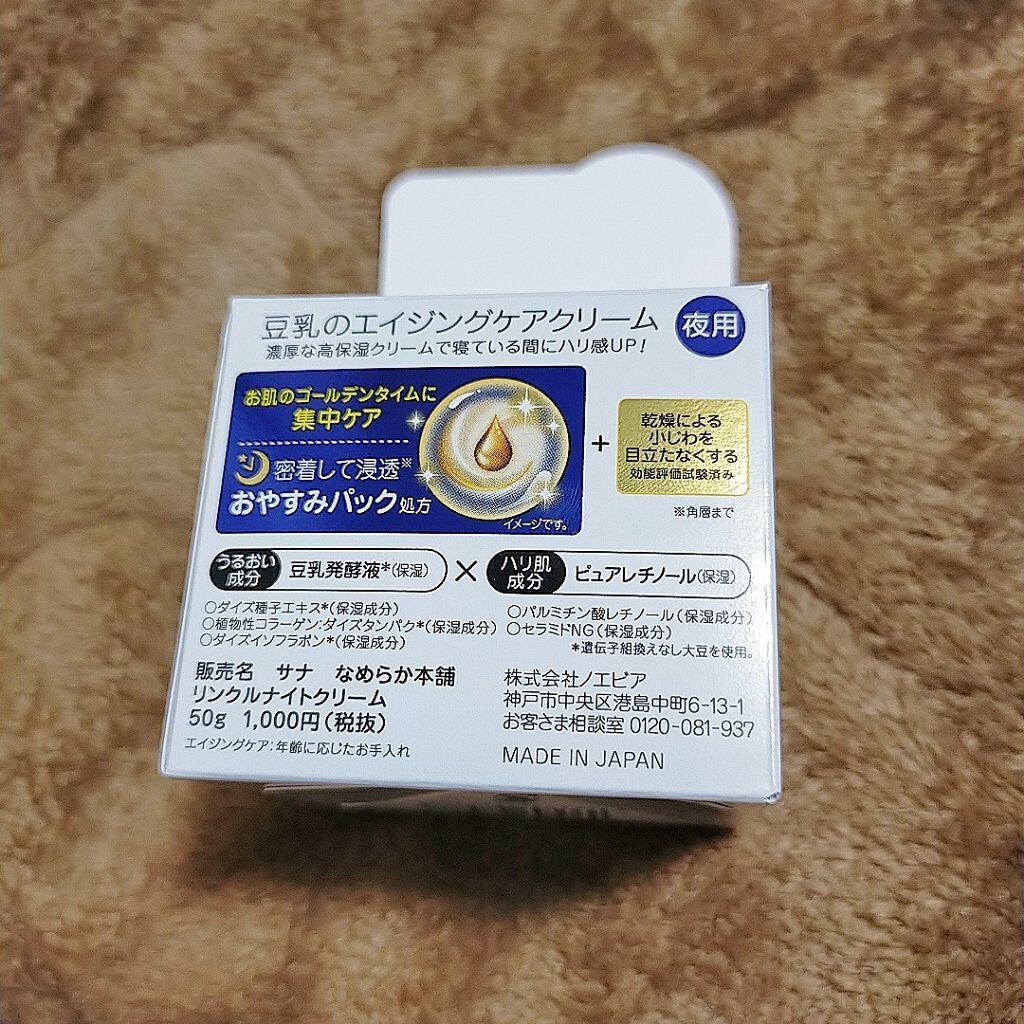 豆乳のエイジングケアクリーム
夜用
濃厚な高保湿クリームで寝ている間にハリ感UP!
お肌のゴールデンタイムに
集中ケア
密着して浸透※
おやすみパック処方
イメージです。
+
乾燥による
小じわを
目立たなくする
効能評価試験済み
※角層まで
うるおい
成分
豆乳発酵液*(保湿)
×
ハリ肌
成分
ピュアレチノール(保湿)
○ダイズ種子エキス*(保湿成分)
○植物性コラーゲン:ダイズタンパク*(保湿成分)
○ダイズイソフラボン*(保湿成分)
○パルミチン酸レチノール(保湿成分)
○セラミドNG(保湿成分)
*遺伝子組換えなし大豆を使用。
販売名 サナ なめらか本舗
リンクルナイトクリーム
50g 1,000円(税抜)
エイジングケア:年齢に応じたお手入れ
株式会社ノエビア
神戸市中央区港島中町6-13-1
お客さま相談室 0120-081-937
MADE IN JAPAN